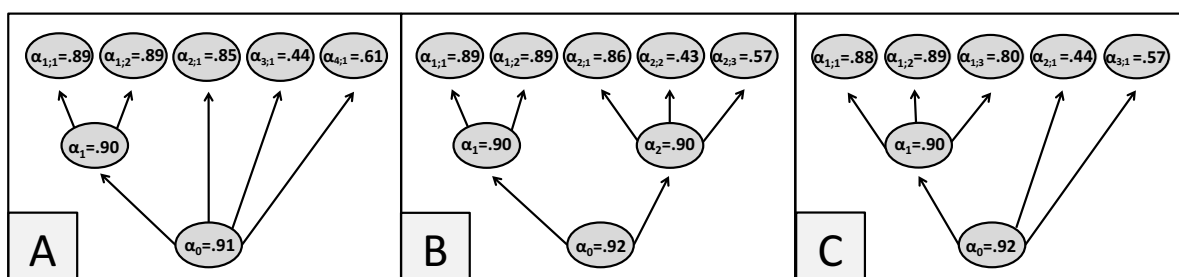 α1;1=.89 α1;2=.89 α2;1=.85 α3;1=.44 α4;1=.61
α1=.90
α0=.91
A
α1;1=.89 α1;2=.89 α2;1=.86 α2;2=.43 α2;3=.57
α1=.90 α2=.90
α0=.92
B
α1;1=.88 α1;2=.89 α1;3=.80 α2;1=.44 α3;1=.57
α1=.90
α0=.92
C